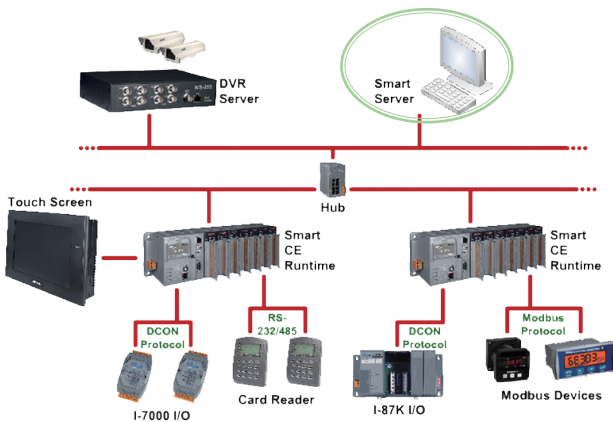 DVR
Server
Smart
Server
Touch Screen
Hub
Smart
CE
Runtime
Smart
CE
Runtime
DCON
Protocol
RS-
232/485
DCON
Protocol
Modbus
Protocol
I-7000 I/O
Card Reader
I-87K I/O
Modbus Devices